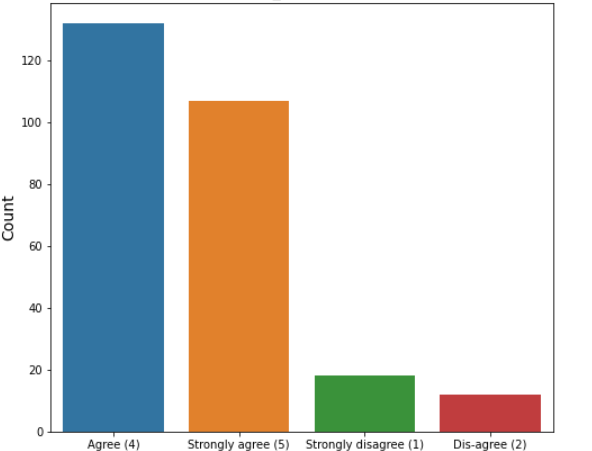 120
100
80
60
40
20
0
Count
Agree (4)
Strongly agree (5)
Strongly disagree (1)
Dis-agree (2)